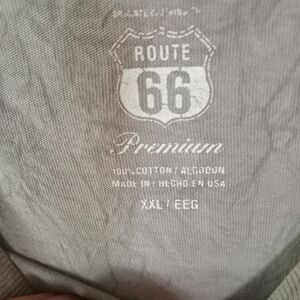 ROUTE
66
Premium
100% COTTON / ALGODON
MADE IN / HECHO EN USA
XXL / EEG